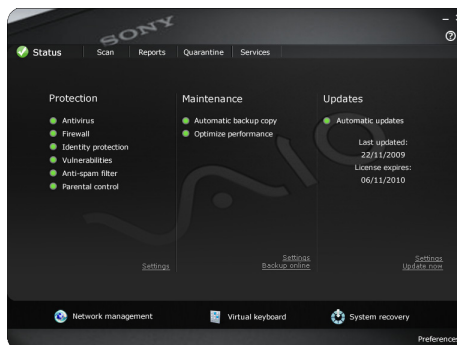 SONY
Status Scan Reports Quarantine Services
Protection
Antivirus
Firewall
Identity protection
Vulnerabilities
Anti-spam filter
Parental control
Settings
Maintenance
Automatic backup copy
Optimize performance
Settings
Backup online
Updates
Automatic updates
Last updated:
22/11/2009
License expires:
06/11/2010
Settings
Update now
VAIO
Network management Virtual keyboard System recovery
Preferences